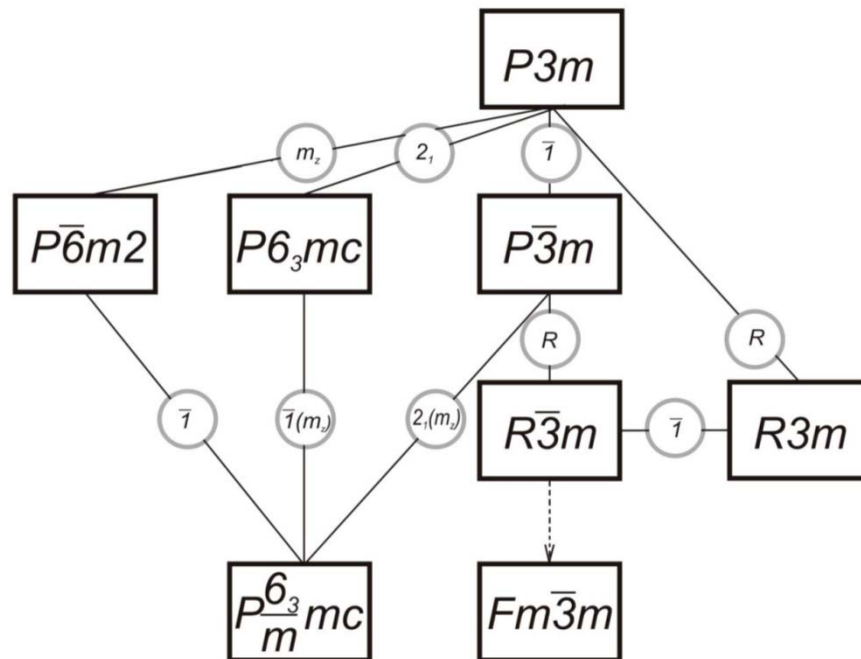 P3m
m_z 2_1 1̅ R
P6̅m2 P6_3mc P3̅m
R
1̅ 1̅(m_z) 2_1(m_z) R3̅m 1̅ R3m
P6_3/m mc Fm3̅m